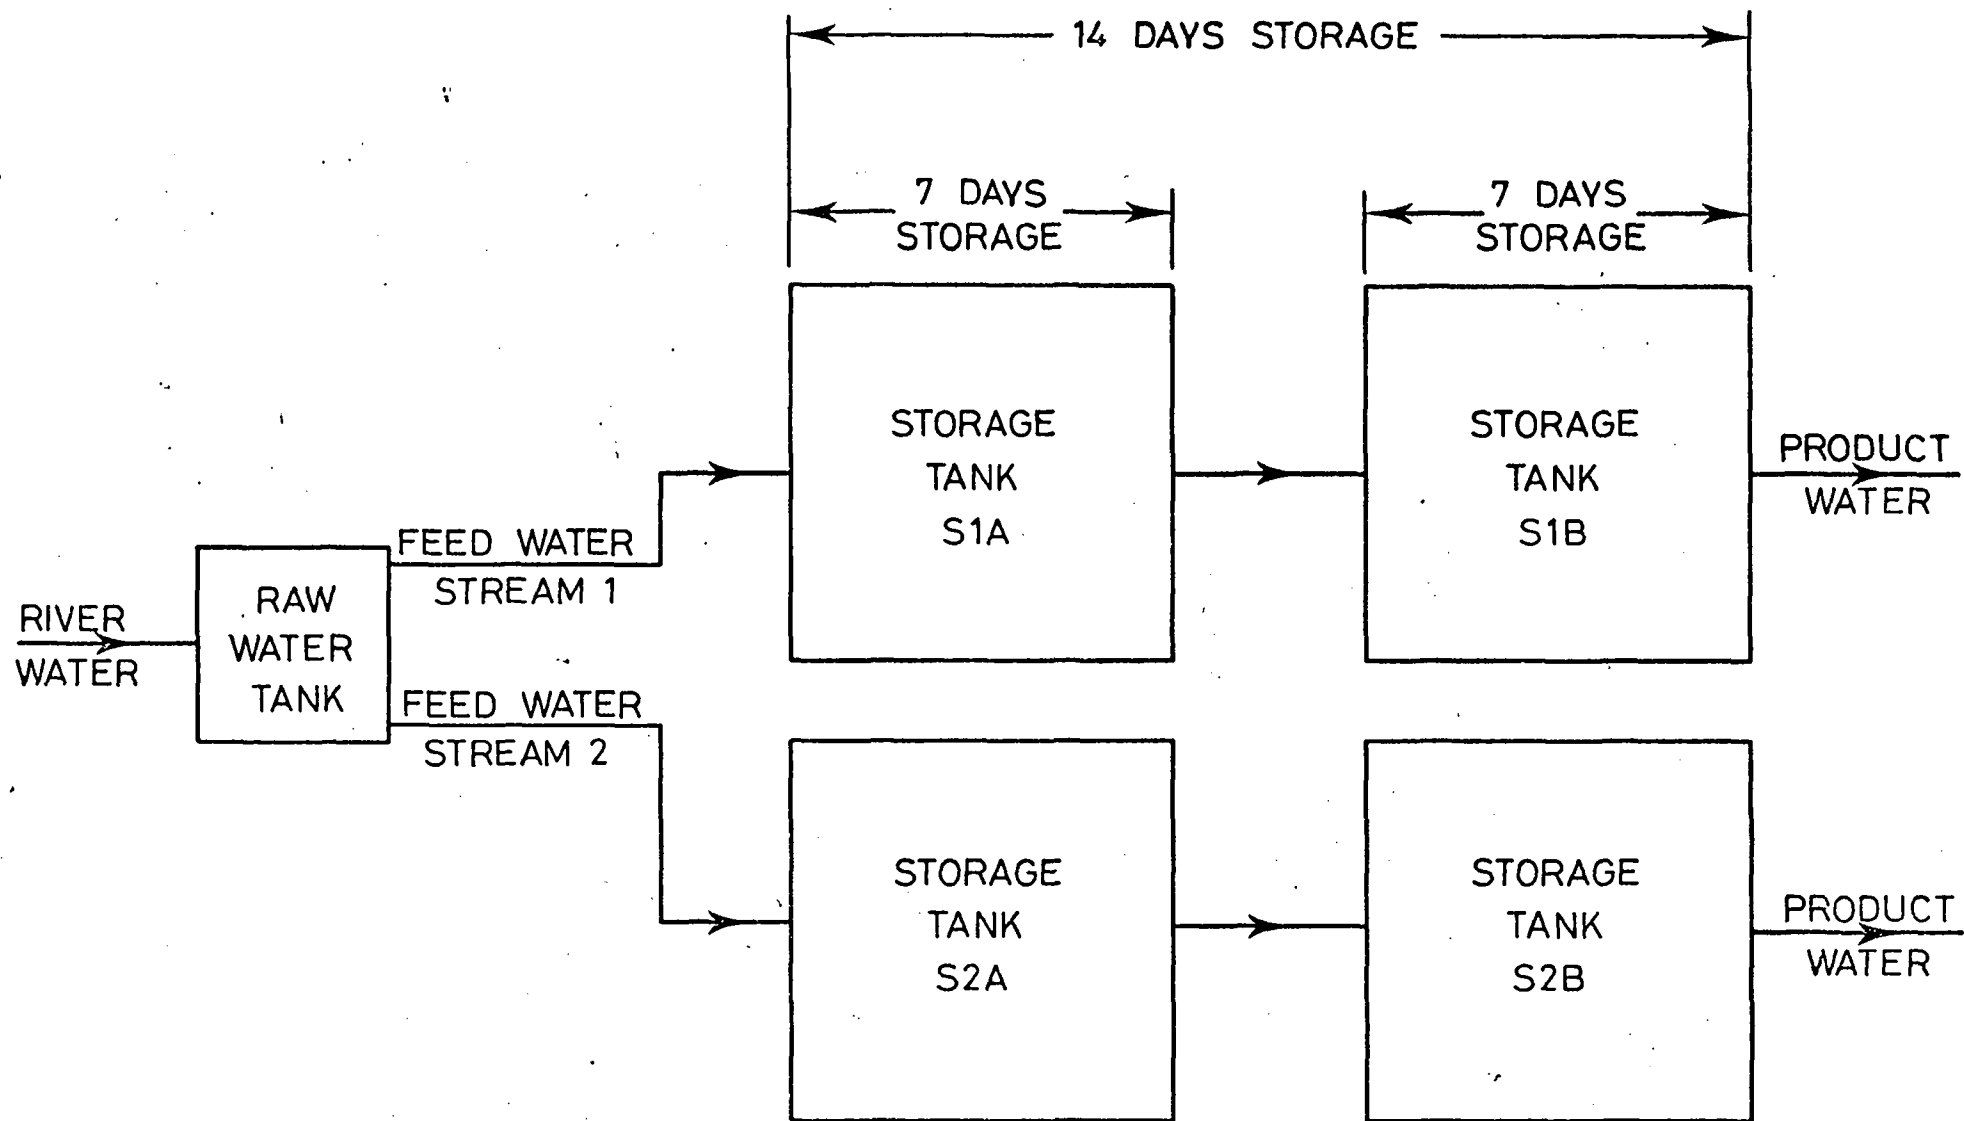 14 DAYS STORAGE
7 DAYS
STORAGE
7 DAYS
STORAGE
STORAGE
TANK
S1A
STORAGE
TANK
S1B
PRODUCT
WATER
FEED WATER
STREAM 1
RIVER
WATER
RAW
WATER
TANK
FEED WATER
STREAM 2
STORAGE
TANK
S2A
STORAGE
TANK
S2B
PRODUCT
WATER